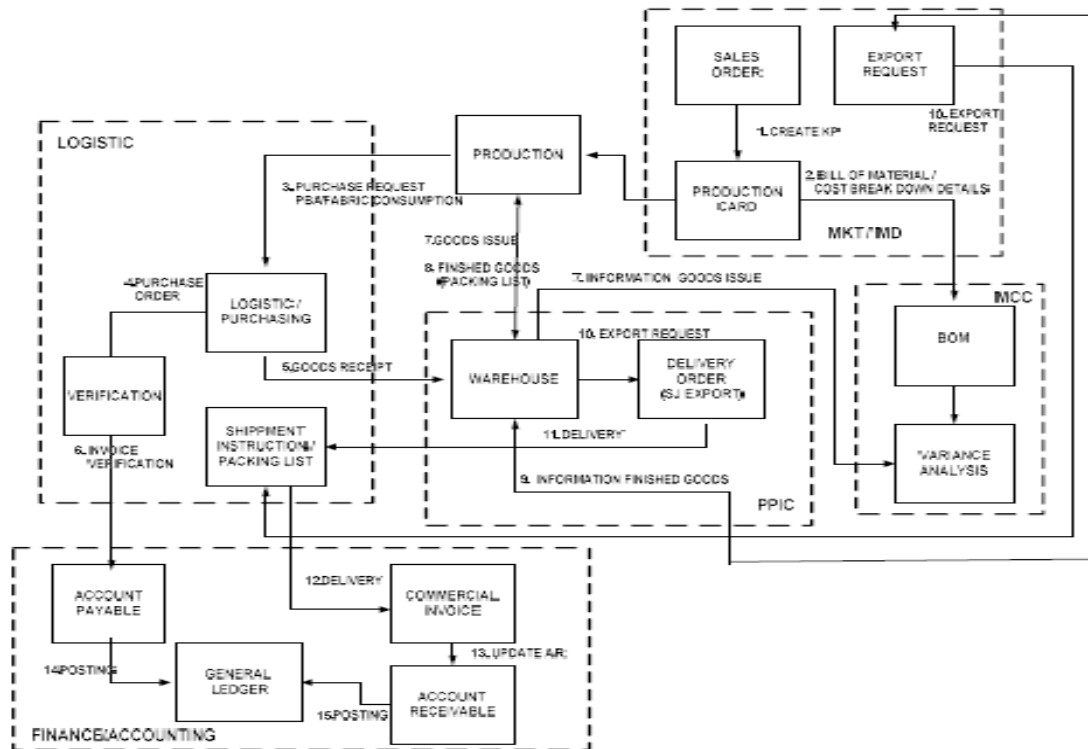 SALES
ORDER:
EXPORT
REQUEST
10. EXPORT
REQUEST
LOGISTIC
1. CREATE KP
PRODUCTION
3. PURCHASE REQUEST
PBA/FABRIC CONSUMPTION
PRODUCTION
CARD
2. BILL OF MATERIAL /
COST BREAK DOWN DETAILS
MKT/IMD
7. GOODS ISSUE
8. FINSHED GOODS
(PACKING LIST)
7. INFORMATION GOODS ISSUE
4. PURCHASE
ORDER
LOGISTIC /
PURCHASING
IMCC
BOM
10. EXPORT REQUEST
5. GOODS RECEIPT
WAREHOUSE
DELIVERY
ORDER
(SJ EXPORT)
VERIFICATION
SHIPPMENT
INSTRUCTION /
PACKING LIST
11. DELIVERY
VARIANCE
ANALYSIS
6. INVOICE
VERIFICATION
9. INFORMATION FINISHED GOODS
PPIC
ACCOUNT
PAYABLE
12. DELIVERY
COMMERCIAL
INVOICE
13. UPDATE A/R
14. POSTING
GENERAL
LEDGER
15. POSTING
ACCOUNT
RECEIVABLE
FINANCE/ACCOUNTING